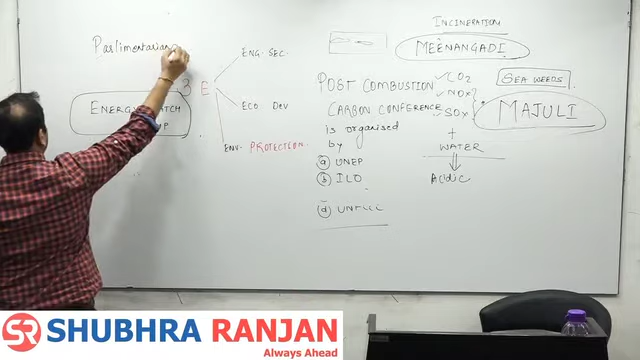 Parlimentarian
ENERGY
3 E
ENG. SEC.
ECO. DEV
ENV. PROTECTION
INCINERATION
MEENANGADI
POST COMBUSTION
CARBON CONFERENCE
is organised
by
a UNEP
b ILO
d UNFCCC
✓ CO2
✓ NOx
✓ SOx
+
WATER
Acidic
SEA WEEDS
MAJULI
SR SHUBHRA RANJAN
Always Ahead